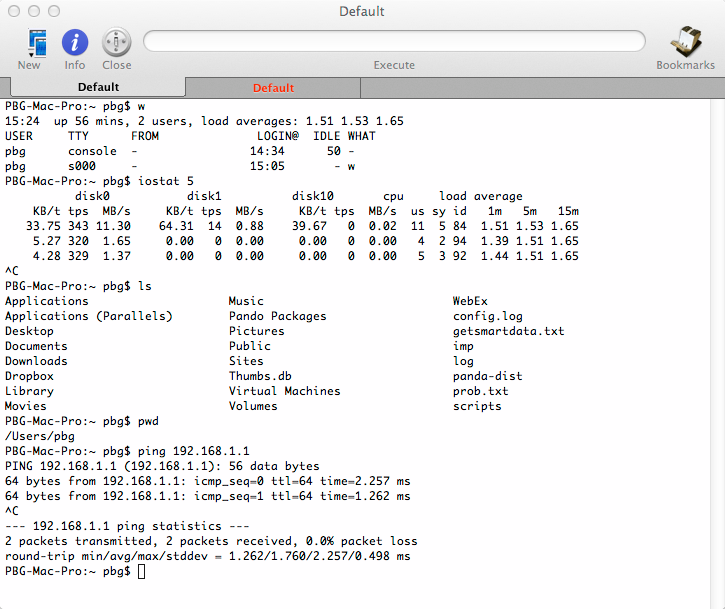 Default
New Info Close Execute Bookmarks
Default Default
PBG-Mac-Pro:~ pbg$ w
15:24  up 56 mins, 2 users, load averages: 1.51 1.53 1.65
USER     TTY      FROM              LOGIN@  IDLE WHAT
pbg      console  -                14:34      50 -
pbg      s000     -                15:05       - w
PBG-Mac-Pro:~ pbg$ iostat 5
          disk0           disk1          disk10       cpu     load average
    KB/t tps  MB/s     KB/t tps  MB/s     KB/t tps  MB/s  us sy id   1m   5m   15m
   33.75 343 11.30    64.31  14  0.88    39.67   0  0.02  11  5 84  1.51 1.53 1.65
    5.27 320  1.65     0.00   0  0.00     0.00   0  0.00   4  2 94  1.39 1.51 1.65
    4.28 329  1.37     0.00   0  0.00     0.00   0  0.00   5  3 92  1.44 1.51 1.65
^C
PBG-Mac-Pro:~ pbg$ ls
Applications                    Music                           WebEx
Applications (Parallels)        Pando Packages                  config.log
Desktop                         Pictures                        getsmartdata.txt
Documents                       Public                          imp
Downloads                       Sites                           log
Dropbox                         Thumbs.db                       panda-dist
Library                         Virtual Machines                prob.txt
Movies                          Volumes                         scripts
PBG-Mac-Pro:~ pbg$ pwd
/Users/pbg
PBG-Mac-Pro:~ pbg$ ping 192.168.1.1
PING 192.168.1.1 (192.168.1.1): 56 data bytes
64 bytes from 192.168.1.1: icmp_seq=0 ttl=64 time=2.257 ms
64 bytes from 192.168.1.1: icmp_seq=1 ttl=64 time=1.262 ms
^C
--- 192.168.1.1 ping statistics ---
2 packets transmitted, 2 packets received, 0.0% packet loss
round-trip min/avg/max/stddev = 1.262/1.760/2.257/0.498 ms
PBG-Mac-Pro:~ pbg$